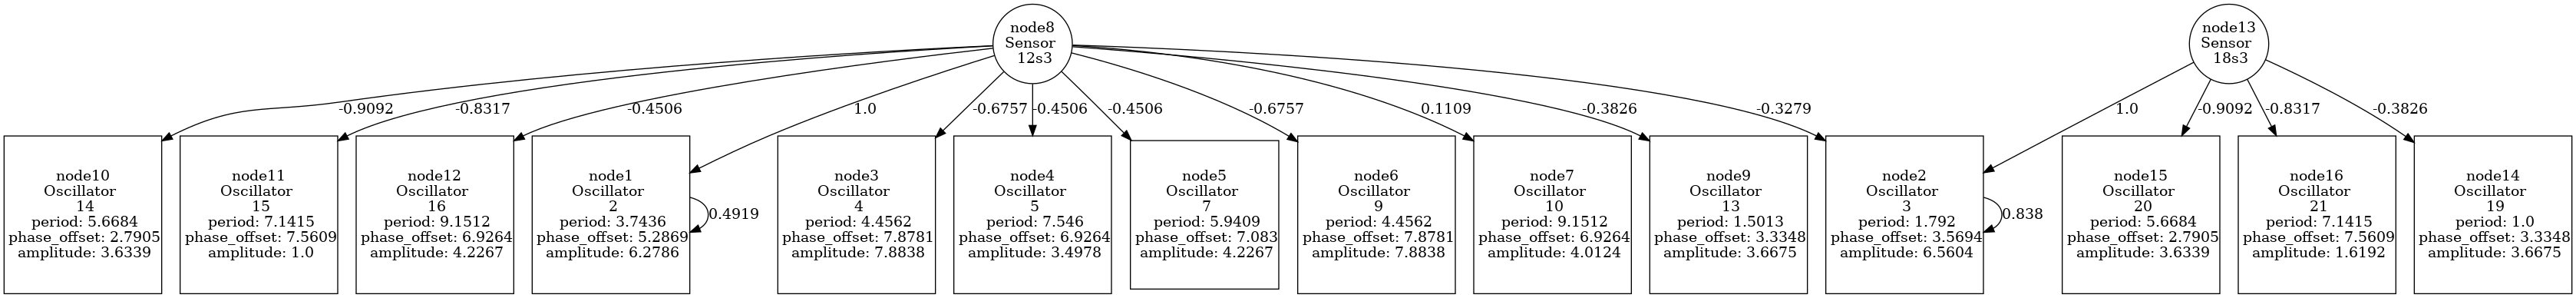 node8
Sensor
12s3
node13
Sensor
18s3
-0.9092
-0.8317
-0.4506
1.0
-0.6757
-0.4506
-0.4506
-0.6757
0.1109
-0.3826
-0.3279
1.0
-0.9092
-0.8317
-0.3826
node10
Oscillator
14
period: 5.6684
phase_offset: 2.7905
amplitude: 3.6339
node11
Oscillator
15
period: 7.1415
phase_offset: 7.5609
amplitude: 1.0
node12
Oscillator
16
period: 9.1512
phase_offset: 6.9264
amplitude: 4.2267
node1
Oscillator
2
period: 3.7436
phase_offset: 5.2869
amplitude: 6.2786
0.4919
node3
Oscillator
4
period: 4.4562
phase_offset: 7.8781
amplitude: 7.8838
node4
Oscillator
5
period: 7.546
phase_offset: 6.9264
amplitude: 3.4978
node5
Oscillator
7
period: 5.9409
phase_offset: 7.083
amplitude: 4.2267
node6
Oscillator
9
period: 4.4562
phase_offset: 7.8781
amplitude: 7.8838
node7
Oscillator
10
period: 9.1512
phase_offset: 6.9264
amplitude: 4.0124
node9
Oscillator
13
period: 1.5013
phase_offset: 3.3348
amplitude: 3.6675
node2
Oscillator
3
period: 1.792
phase_offset: 3.5694
amplitude: 6.5604
0.838
node15
Oscillator
20
period: 5.6684
phase_offset: 2.7905
amplitude: 3.6339
node16
Oscillator
21
period: 7.1415
phase_offset: 7.5609
amplitude: 1.6192
node14
Oscillator
19
period: 1.0
phase_offset: 3.3348
amplitude: 3.6675